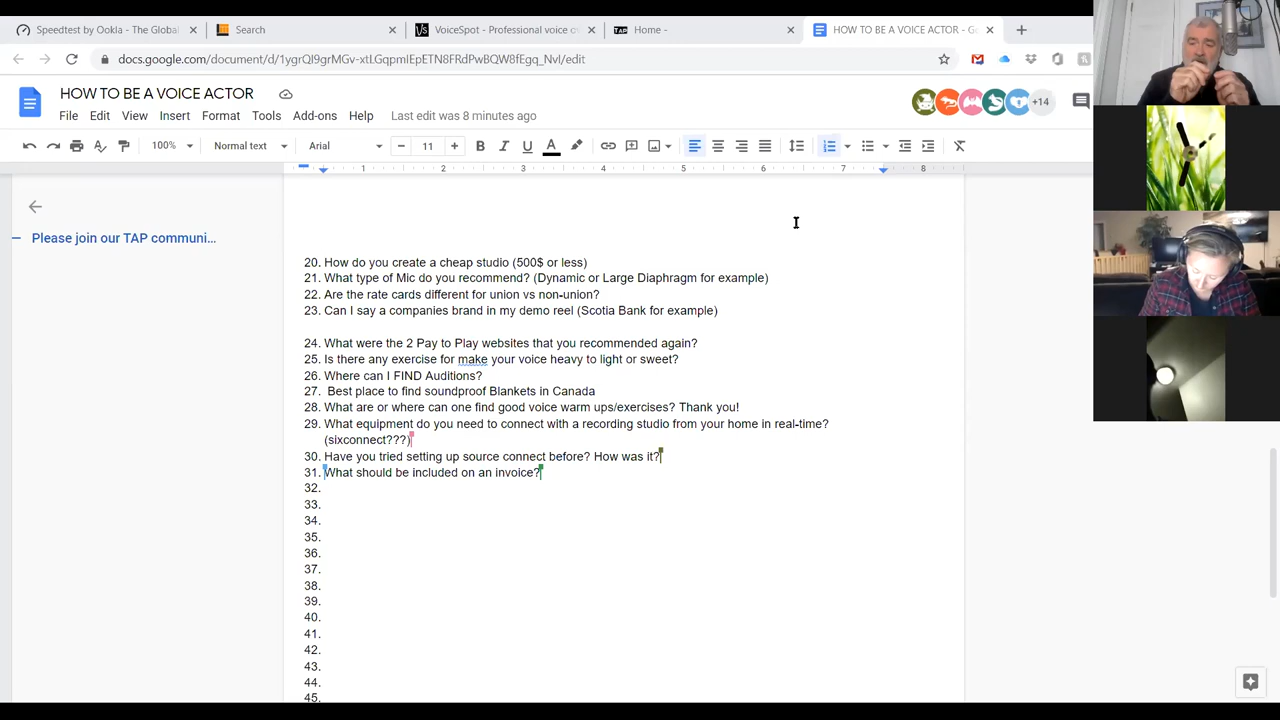 Speedtest by Ookla - The Global
Search
VoiceSpot - Professional voice ov
TAP
Home -
HOW TO BE A VOICE ACTOR - G
docs.google.com/document/d/
HOW TO BE A VOICE ACTOR
File Edit View Insert Format Tools Add-ons Help Last edit was 8 minutes ago
+14
100% Normal text Arial 11
1 2 3 4 5 6 7 8
Please join our TAP communi...
20. How do you create a cheap studio (500$ or less)
21. What type of Mic do you recommend? (Dynamic or Large Diaphragm for example)
22. Are the rate cards different for union vs non-union?
23. Can I say a companies brand in my demo reel (Scotia Bank for example)
24. What were the 2 Pay to Play websites that you recommended again?
25. Is there any exercise for make your voice heavy to light or sweet?
26. Where can I FIND Auditions?
27. Best place to find soundproof Blankets in Canada
28. What are or where can one find good voice warm ups/exercises? Thank you!
29. What equipment do you need to connect with a recording studio from your home in real-time?
(sixconnect???)
30. Have you tried setting up source connect before? How was it?
31. What should be included on an invoice?
32.
33.
34.
35.
36.
37.
38.
39.
40.
41.
42.
43.
44.
45.